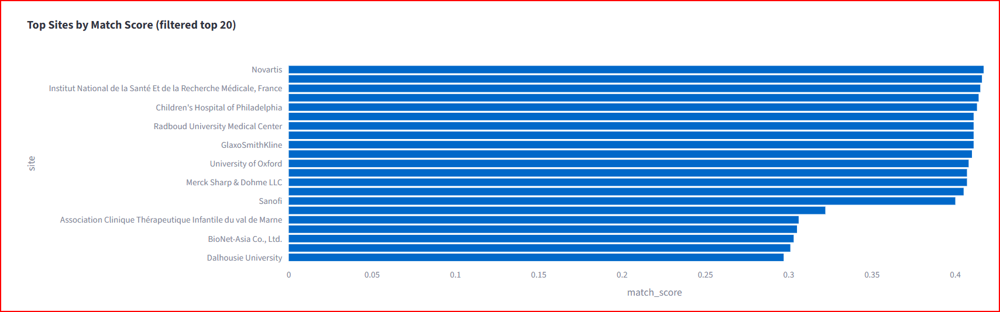 Top Sites by Match Score (filtered top 20)
site
Novartis
Institut National de la Santé Et de la Recherche Médicale, France
Children's Hospital of Philadelphia
Radboud University Medical Center
GlaxoSmithKline
University of Oxford
Merck Sharp & Dohme LLC
Sanofi
Association Clinique Thérapeutique Infantile du val de Marne
BioNet-Asia Co., Ltd.
Dalhousie University
0 0.05 0.1 0.15 0.2 0.25 0.3 0.35 0.4
match_score